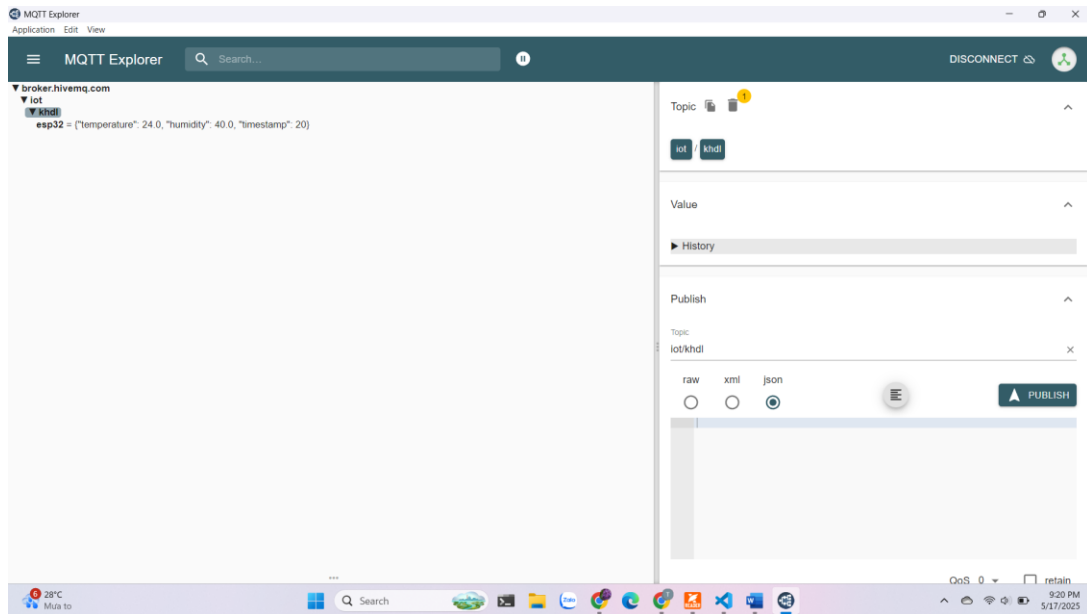 MQTT Explorer
Application Edit View
MQTT Explorer
Search...
DISCONNECT
▼ broker.hivemq.com
▼ iot
▼ khdl
esp32 = {"temperature": 24.0, "humidity": 40.0, "timestamp": 20}
Topic
1
iot / khdl
Value
▶ History
Publish
Topic
iot/khdl
raw xml json
PUBLISH
QoS 0
retain
6
28°C
Mưa to
Search
Zalo
9:20 PM
5/17/2025